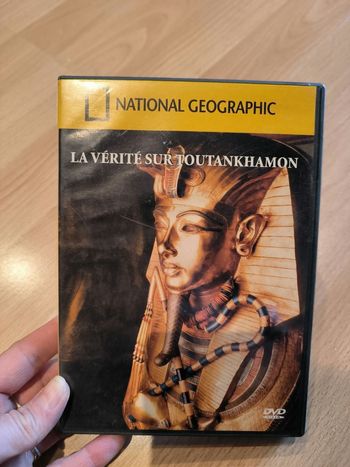 NATIONAL GEOGRAPHIC
LA VÉRITÉ SUR TOUTANKHAMON
DVD